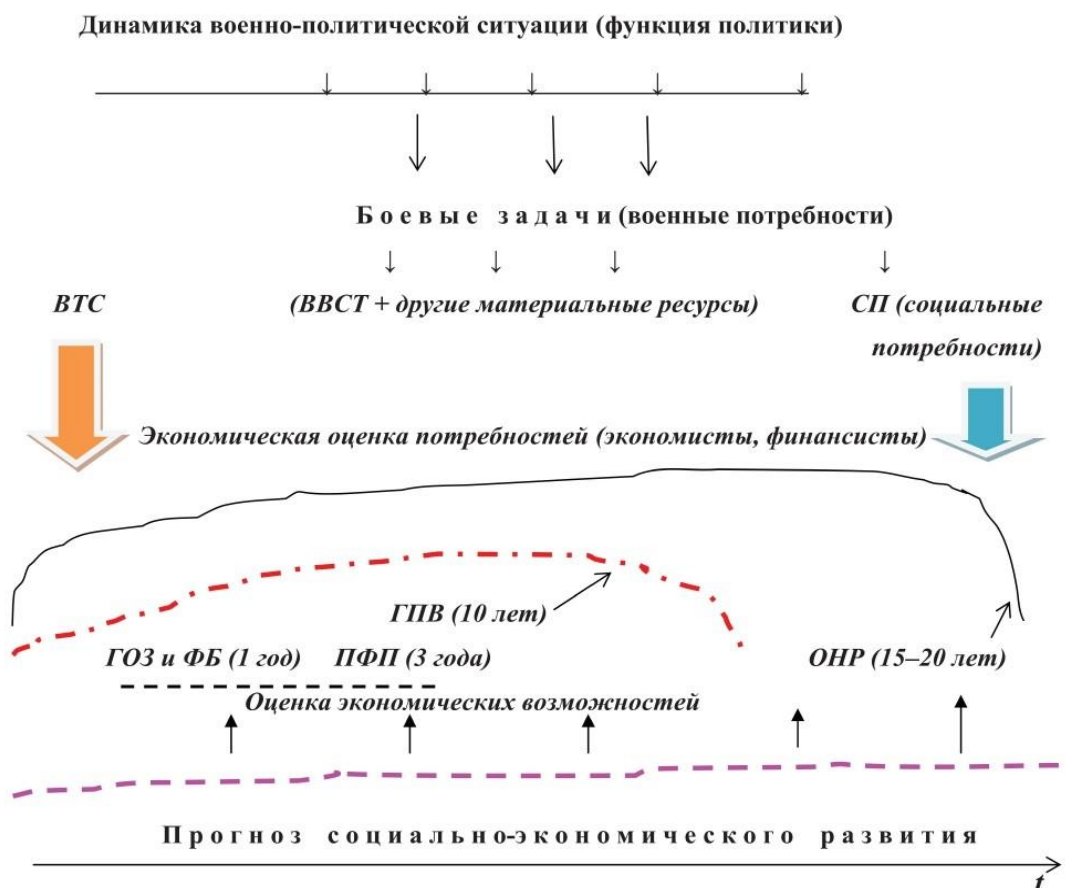 Динамика военно-политической ситуации (функция политики)
Боевые задачи (военные потребности)
ВТС
(ВВСТ + другие материальные ресурсы)
СП (социальные
потребности)
Экономическая оценка потребностей (экономисты, финансисты)
ГПВ (10 лет)
ГОЗ и ФБ (1 год) ПФП (3 года)
ОНР (15–20 лет)
Оценка экономических возможностей
Прогноз социально-экономического развития
t